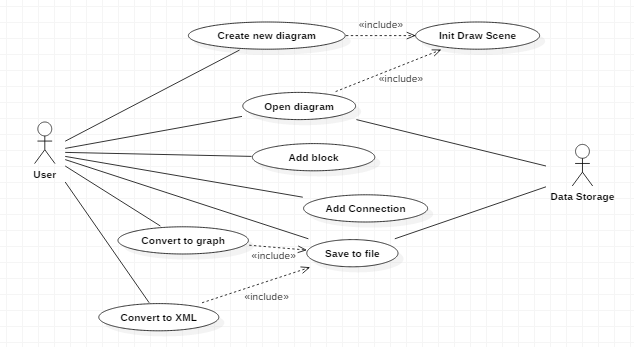 «include»
Create new diagram
Init Draw Scene
«include»
Open diagram
Add block
User
Data Storage
Add Connection
Convert to graph
«include»
Save to file
«include»
Convert to XML